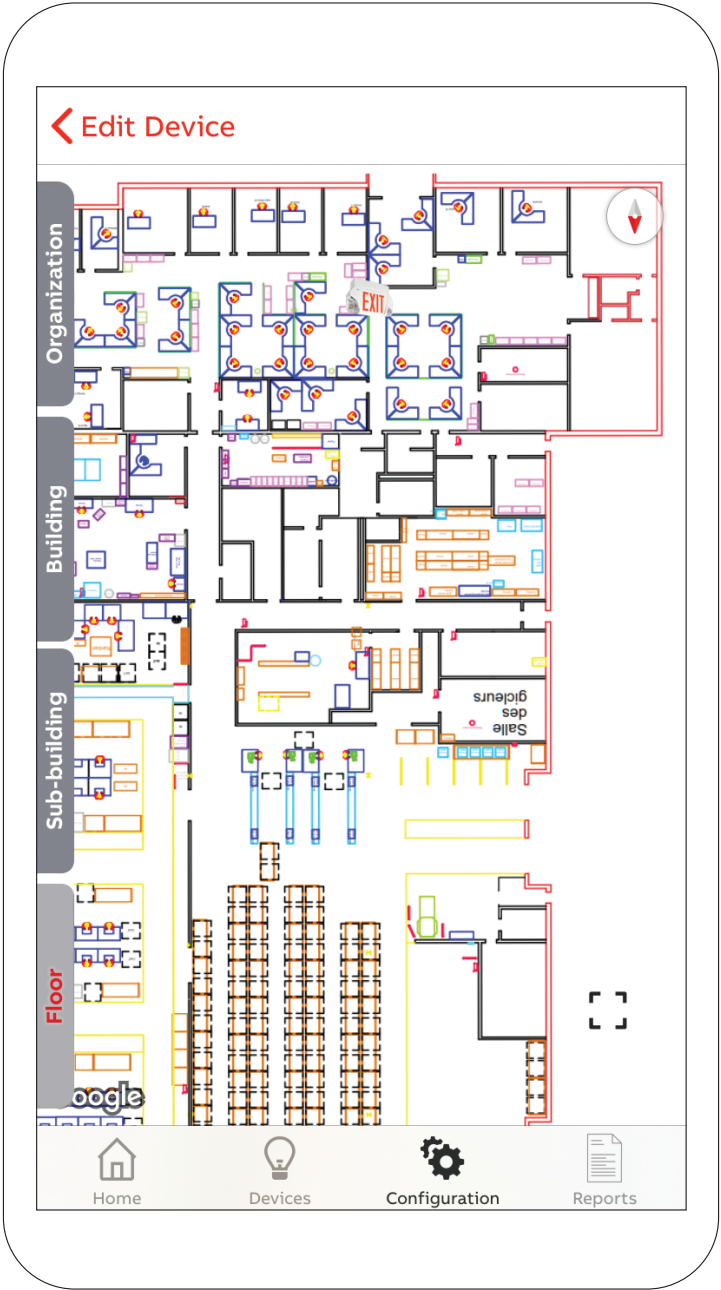 Edit Device
Organization
Building
Sub-building
Floor
EXIT
Salle
des
gicleurs
oogle
Home
Devices
Configuration
Reports